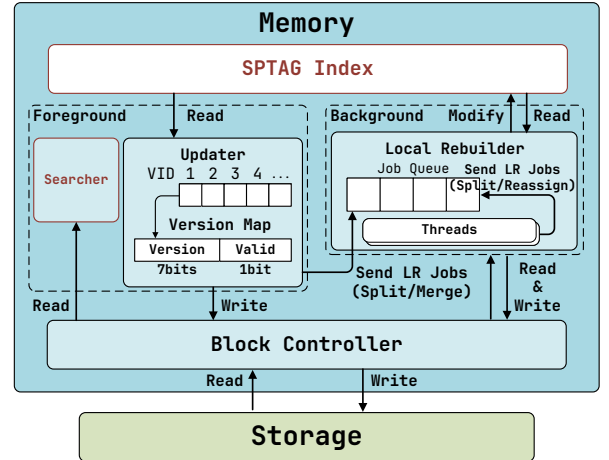 Memory
SPTAG Index
Foreground
Read
Background
Modify
Read
Searcher
Updater
VID 1 2 3 4 ...
Version Map
Version Valid
7bits 1bit
Local Rebuilder
Job Queue
Send LR Jobs
(Split/Reassign)
Threads
Read
Write
Send LR Jobs
(Split/Merge)
Read
&
Write
Block Controller
Read
Write
Storage